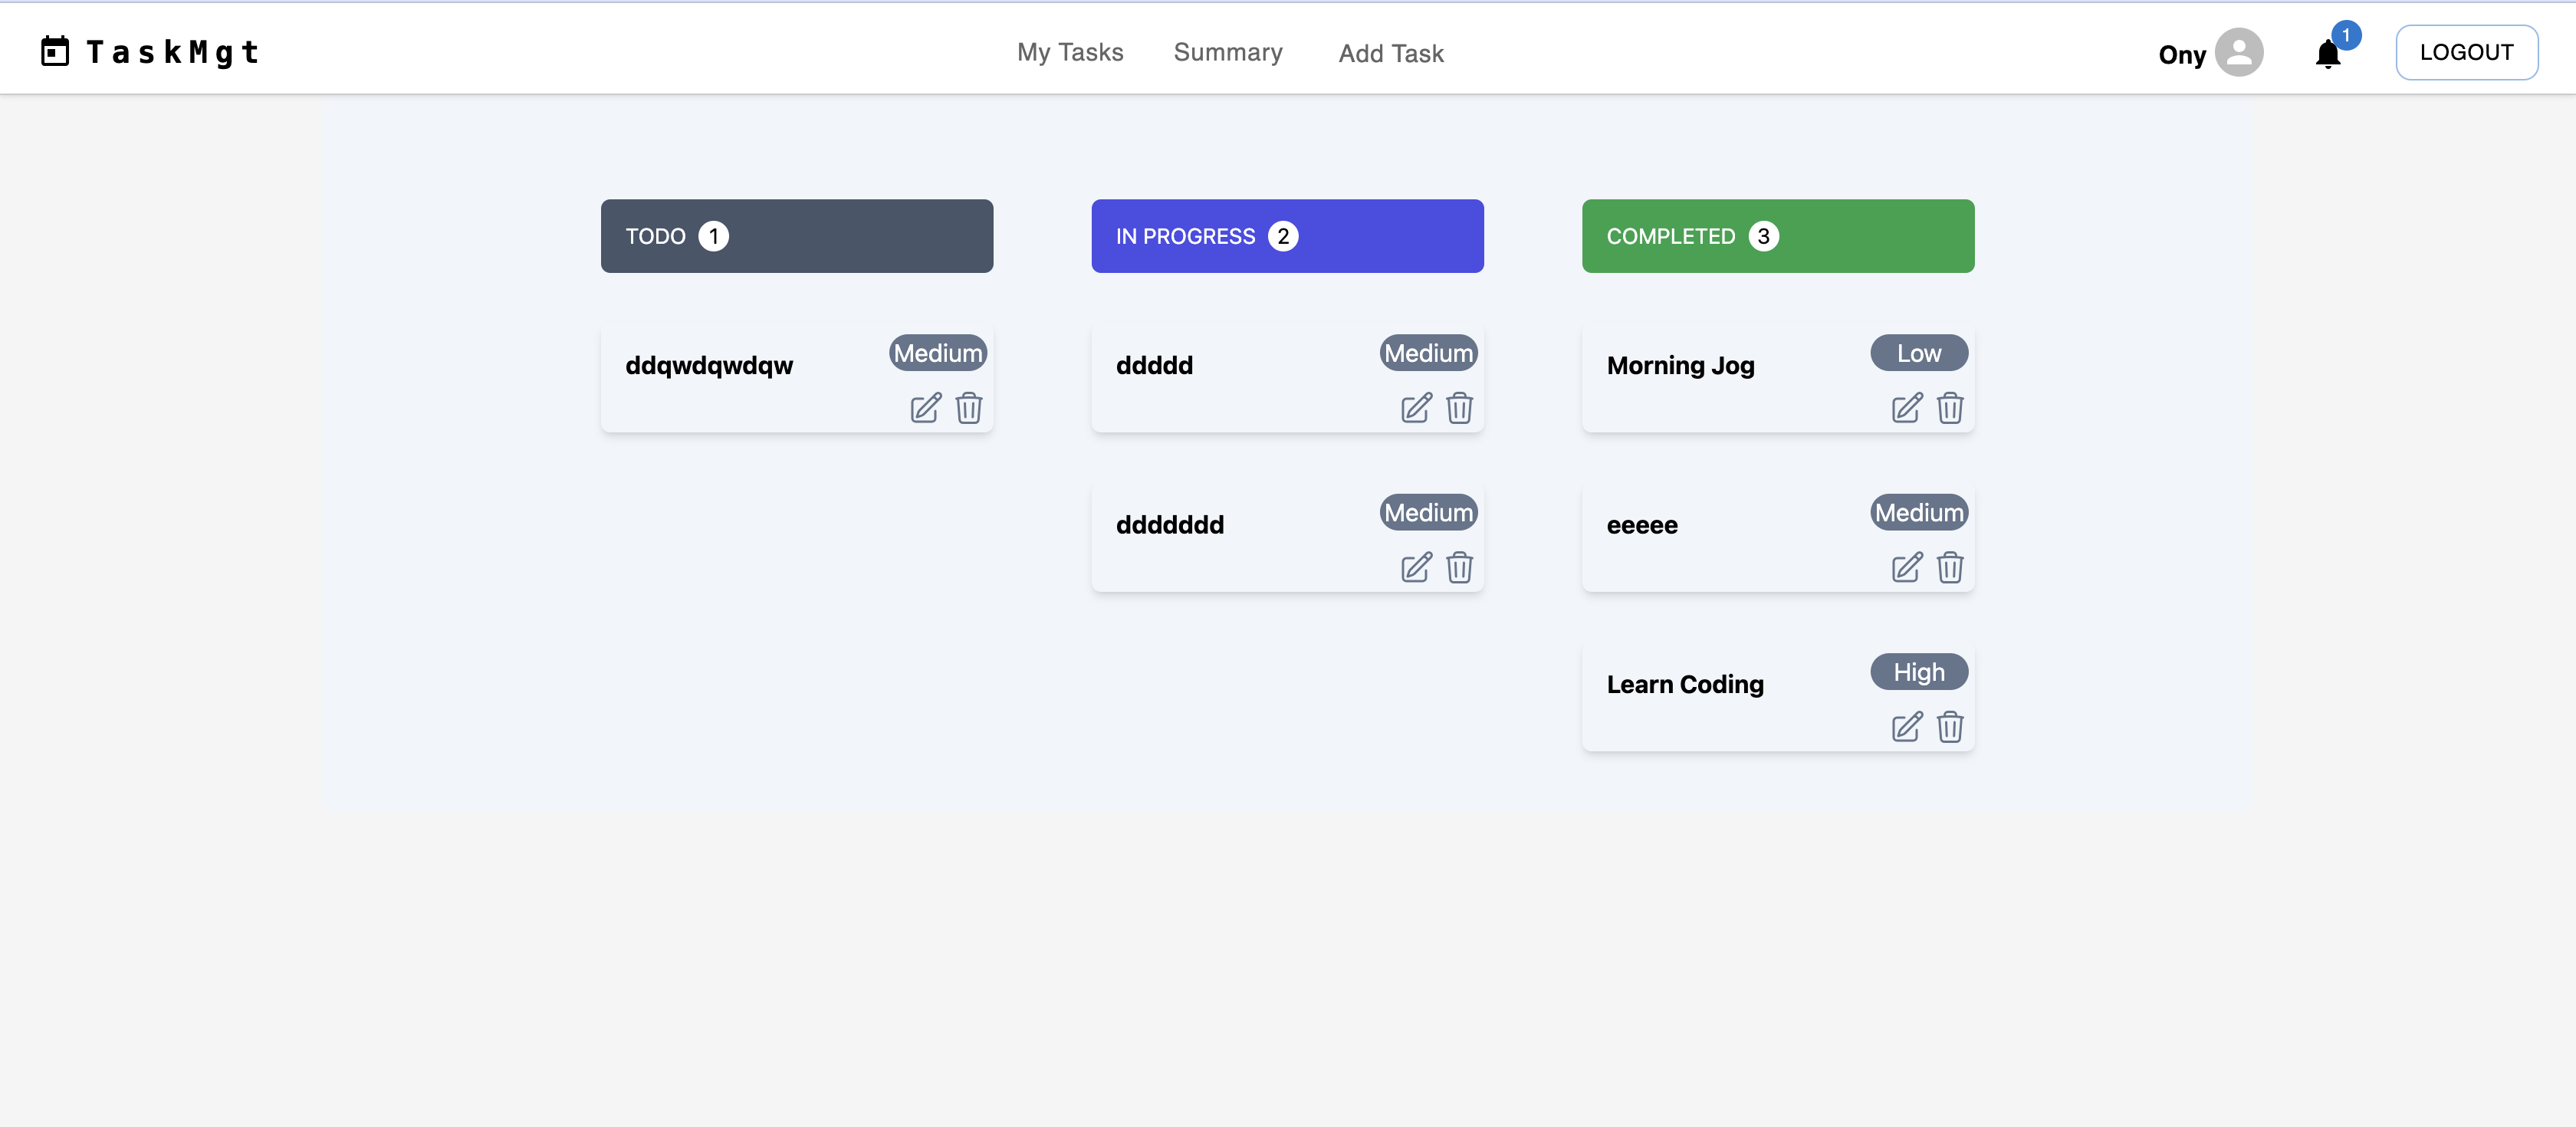 TaskMgt
My Tasks Summary Add Task
Ony 1 LOGOUT
TODO 1
ddqwdqwdqw Medium
IN PROGRESS 2
ddddd Medium
ddddddd Medium
COMPLETED 3
Morning Jog Low
eeeee Medium
Learn Coding High